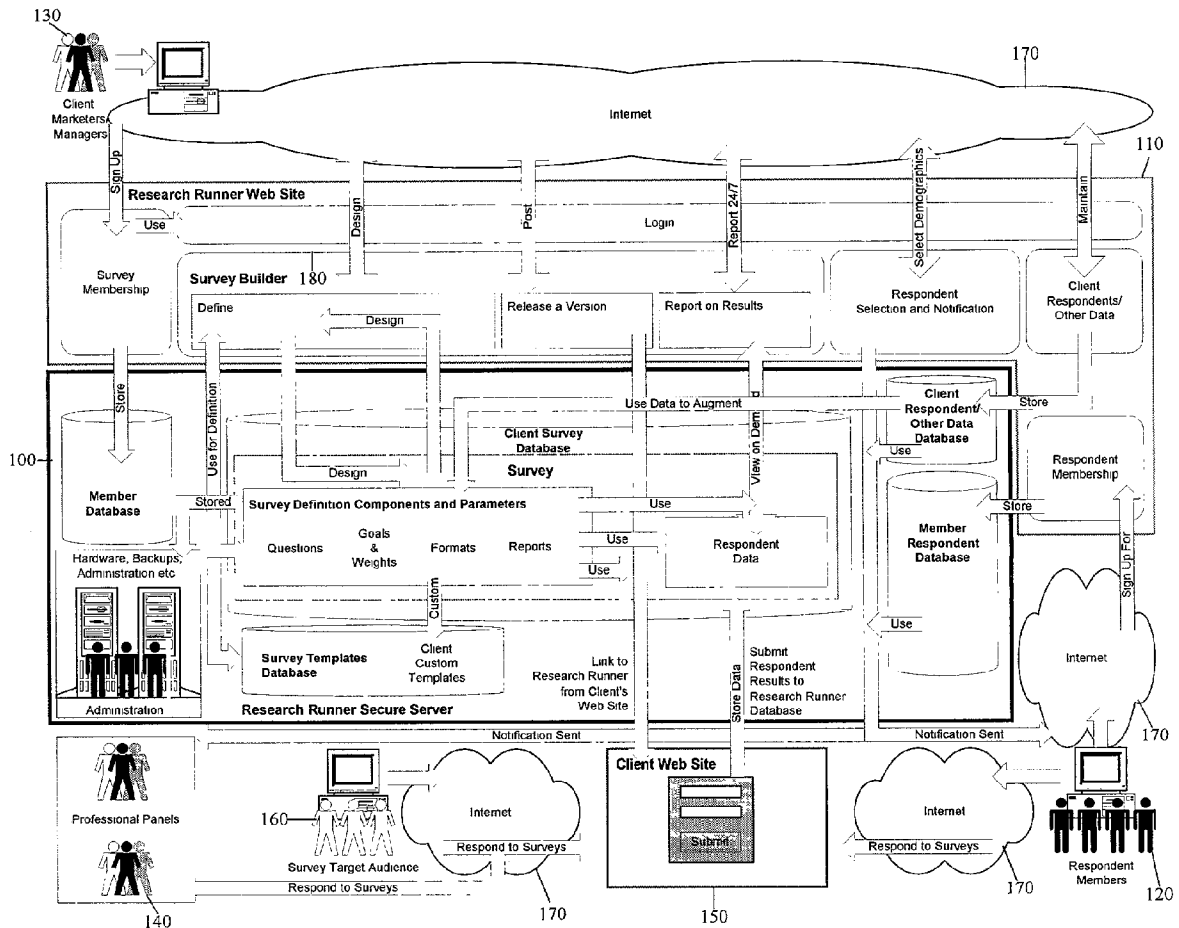 130
Client
Marketers/
Managers
170
Internet
110
Sign Up
Design
Post
Report 24/7
Select Demographics
Maintain
Research Runner Web Site
Use
Login
Survey
Membership
Survey Builder
180
Define
Design
Release a Version
Report on Results
Respondent
Selection and Notification
Client
Respondents/
Other Data
Store
Use for Definition
Use Data to Augment
View on Demand
Client
Respondent/
Other Data
Database
Store
Use
100
Client Survey
Database
Survey
Design
Respondent
Membership
Member
Database
Stored
Survey Definition Components and Parameters
Use
Store
Questions
Goals
&
Weights
Formats
Reports
Use
Use
Respondent
Data
Member
Respondent
Database
Sign Up For
Hardware, Backups,
Administration etc
Custom
Use
Survey Templates
Database
Client
Custom
Templates
Link to
Research Runner
from Client's
Web Site
Store Data
Submit
Respondent
Results to
Research Runner
Database
Internet
Administration
Research Runner Secure Server
170
Notification Sent
Notification Sent
Client Web Site
Professional Panels
160
Internet
Submit
Internet
Respond to Surveys
Respond to Surveys
Survey Target Audience
Respond to Surveys
Respondent
Members
140
170
150
170
120